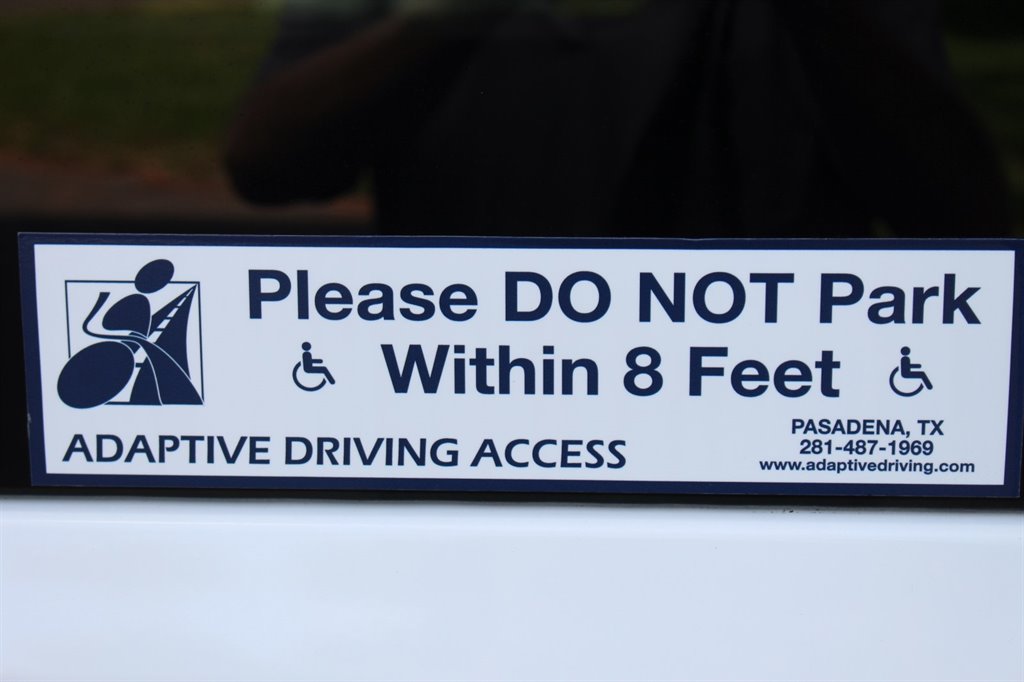 Please DO NOT Park
Within 8 Feet
ADAPTIVE DRIVING ACCESS
PASADENA, TX
281-487-1969
www.adaptivedriving.com